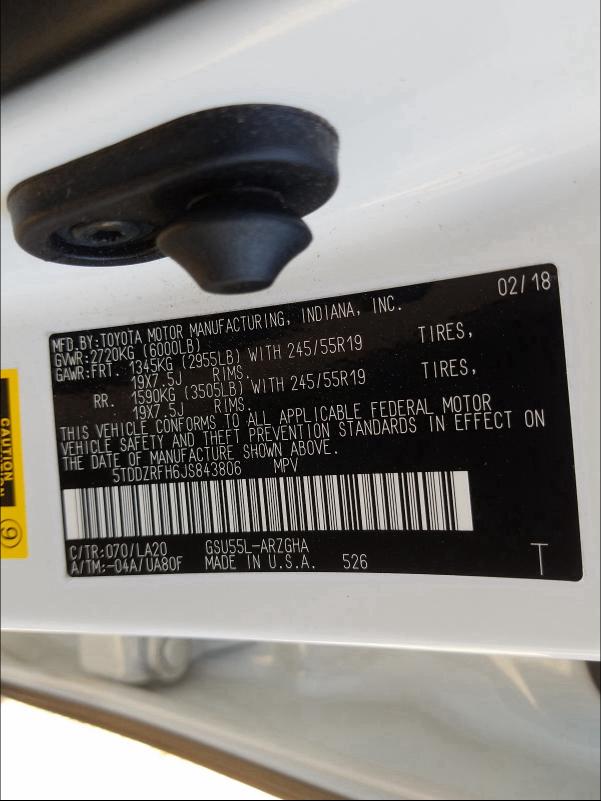 02/18
MFD.BY:TOYOTA MOTOR MANUFACTURING, INDIANA, INC.
GVWR:2720KG (6000LB)
GAWR:FRT. 1345KG (2955LB) WITH 245/55R19 TIRES,
19X7.5J RIMS.
RR. 1590KG (3505LB) WITH 245/55R19 TIRES,
19X7.5J RIMS.
THIS VEHICLE CONFORMS TO ALL APPLICABLE FEDERAL MOTOR
VEHICLE SAFETY AND THEFT PREVENTION STANDARDS IN EFFECT ON
THE DATE OF MANUFACTURE SHOWN ABOVE.
5TDDZRFH6JS843806 MPV
C/TR:070/LA20 GSU55L-ARZGHA
A/TM:-04A/UA80F MADE IN U.S.A. 526 T
CAUTION
9